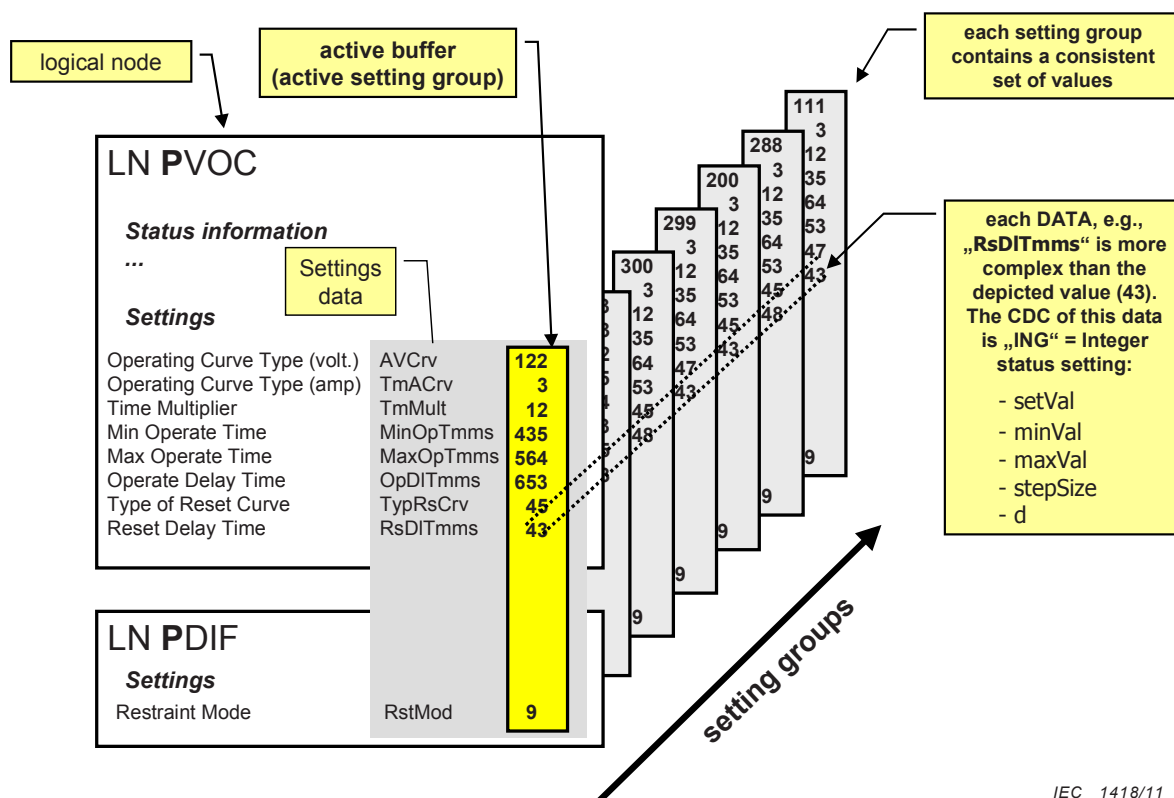 logical node
active buffer
(active setting group)
each setting group
contains a consistent
set of values
LN PVOC
Status information
...
Settings
Settings
data
Operating Curve Type (volt.) AVCrv 122
Operating Curve Type (amp) TmACrv 3
Time Multiplier TmMult 12
Min Operate Time MinOpTmms 435
Max Operate Time MaxOpTmms 564
Operate Delay Time OpDlTmms 653
Type of Reset Curve TypRsCrv 45
Reset Delay Time RsDlTmms 43
LN PDIF
Settings
Restraint Mode RstMod 9
300
3
12
35
64
53
45
48
9
299
3
12
35
64
53
47
43
9
200
3
12
35
64
53
45
43
9
288
3
12
35
64
53
45
48
9
111
3
12
35
64
53
47
43
9
each DATA, e.g.,
„RsDlTmms“ is more
complex than the
depicted value (43).
The CDC of this data
is „ING“ = Integer
status setting:
- setVal
- minVal
- maxVal
- stepSize
- d
setting groups
IEC 1418/11